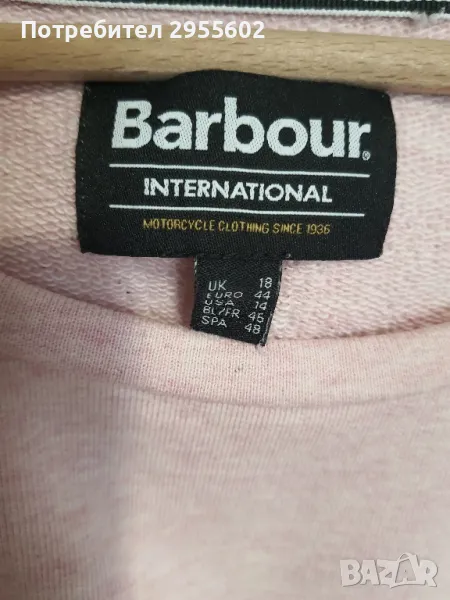 Потребител 2955602
Barbour®
INTERNATIONAL
MOTORCYCLE CLOTHING SINCE 1936
UK 18
EURO 44
USA 14
BL/FR 45
SPA 48
BAZAR